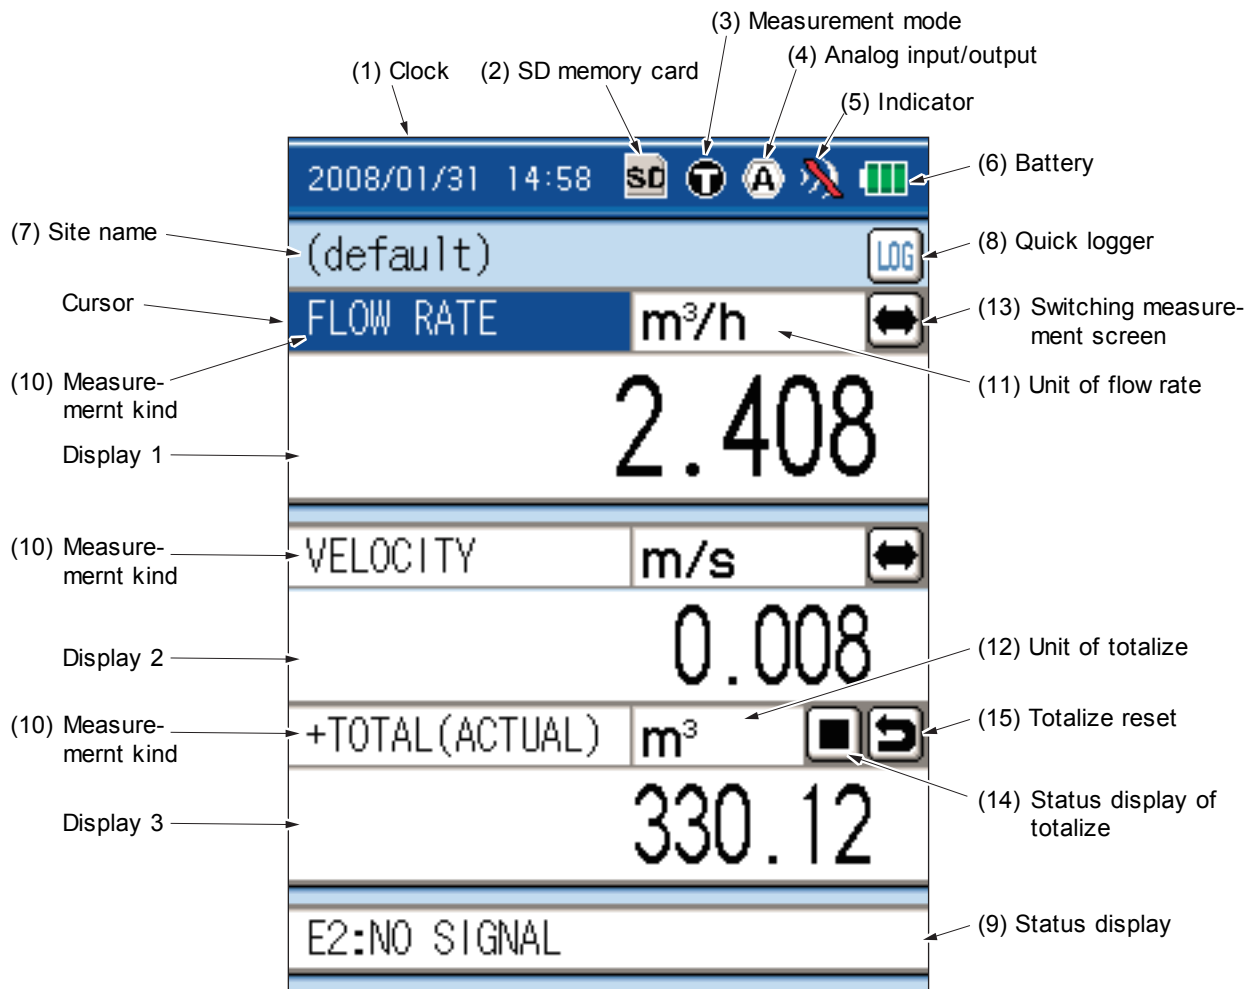 (3) Measurement mode
(4) Analog input/output
(1) Clock
(2) SD memory card
(5) Indicator
2008/01/31 14:58 SD T A
(6) Battery
(7) Site name
(default)
LOG
(8) Quick logger
Cursor
FLOW RATE
m³/h
(13) Switching measure-
ment screen
(10) Measure-
mernt kind
(11) Unit of flow rate
2.408
Display 1
(10) Measure-
mernt kind
VELOCITY
m/s
0.008
Display 2
(12) Unit of totalize
(10) Measure-
mernt kind
+TOTAL(ACTUAL)
m³
(15) Totalize reset
330.12
Display 3
(14) Status display of
totalize
E2:NO SIGNAL
(9) Status display